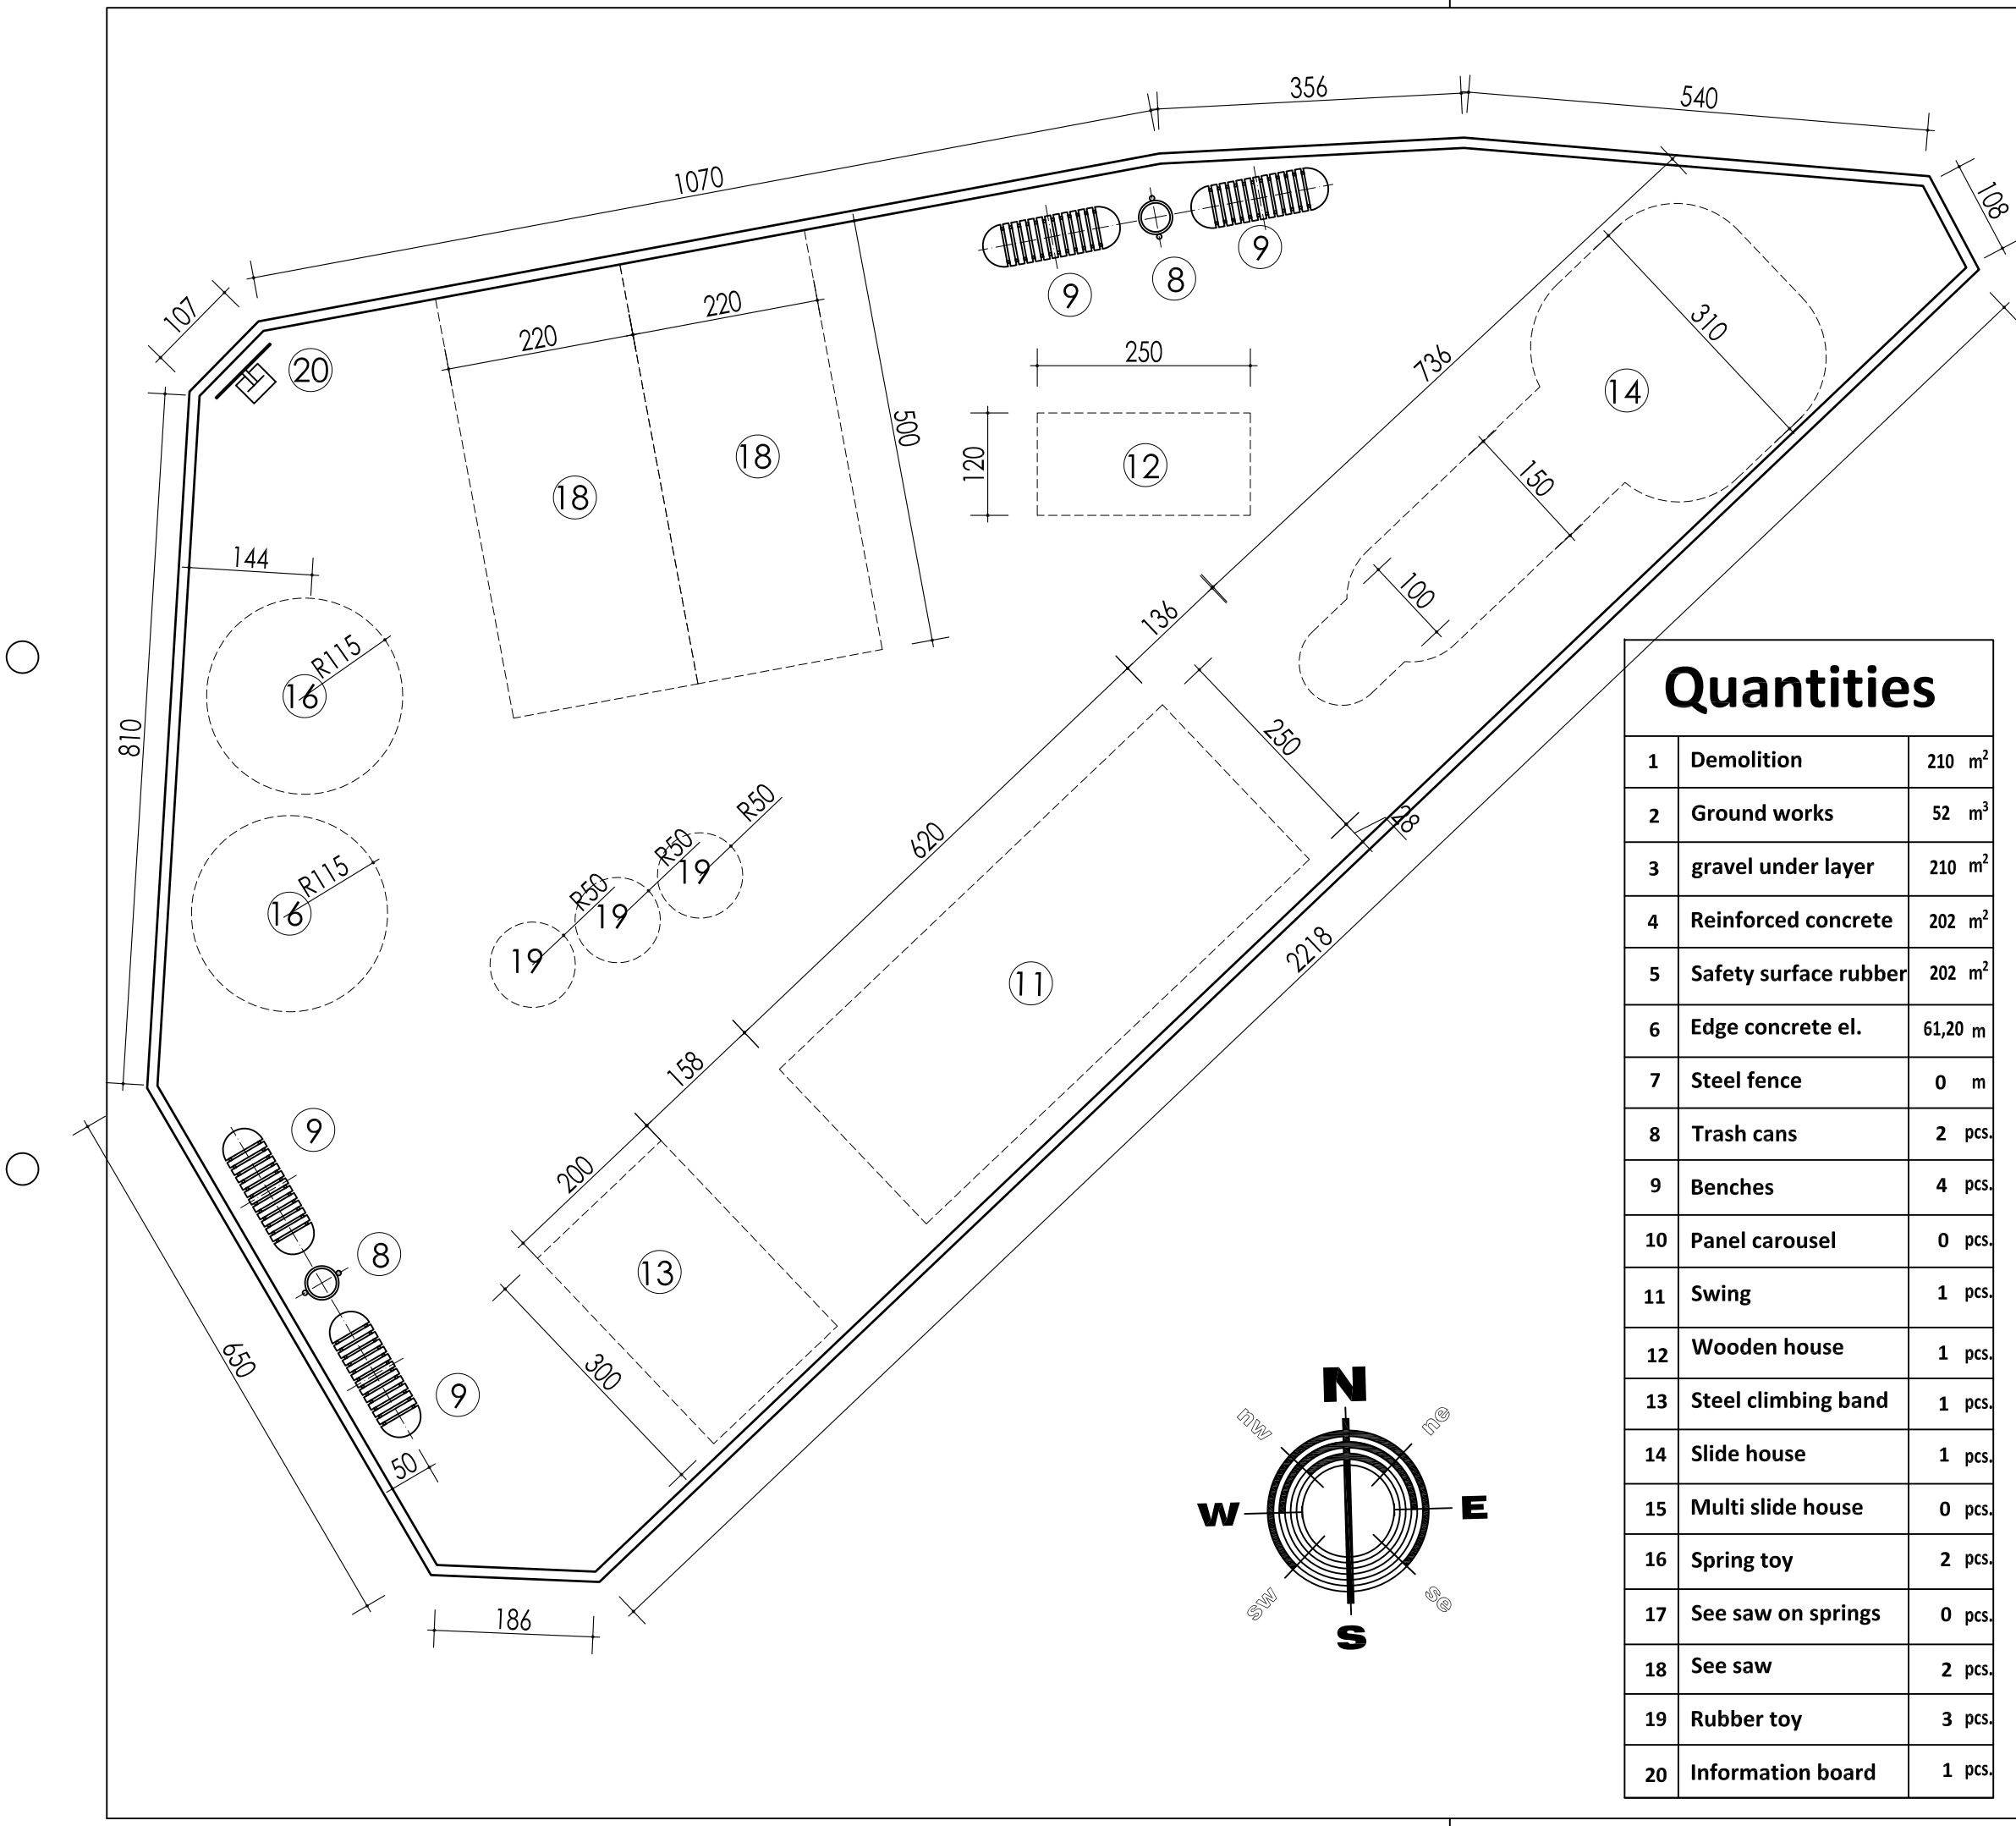 356
540
1070
108
107
9
8
9
20
220
220
250
310
736
14
500
120
12
18
18
150
144
100
136
R115
16
250
810
R50
28
R50
620
19
R115
R50
19
16
19
2218
11
158
9
200
8
13
650
300
9
50
186
N
nw
ne
W
E
sw
se
S
Quantities
1 Demolition 210 m²
2 Ground works 52 m³
3 gravel under layer 210 m²
4 Reinforced concrete 202 m²
5 Safety surface rubber 202 m²
6 Edge concrete el. 61,20 m
7 Steel fence 0 m
8 Trash cans 2 pcs.
9 Benches 4 pcs.
10 Panel carousel 0 pcs.
11 Swing 1 pcs.
12 Wooden house 1 pcs.
13 Steel climbing band 1 pcs.
14 Slide house 1 pcs.
15 Multi slide house 0 pcs.
16 Spring toy 2 pcs.
17 See saw on springs 0 pcs.
18 See saw 2 pcs.
19 Rubber toy 3 pcs.
20 Information board 1 pcs.